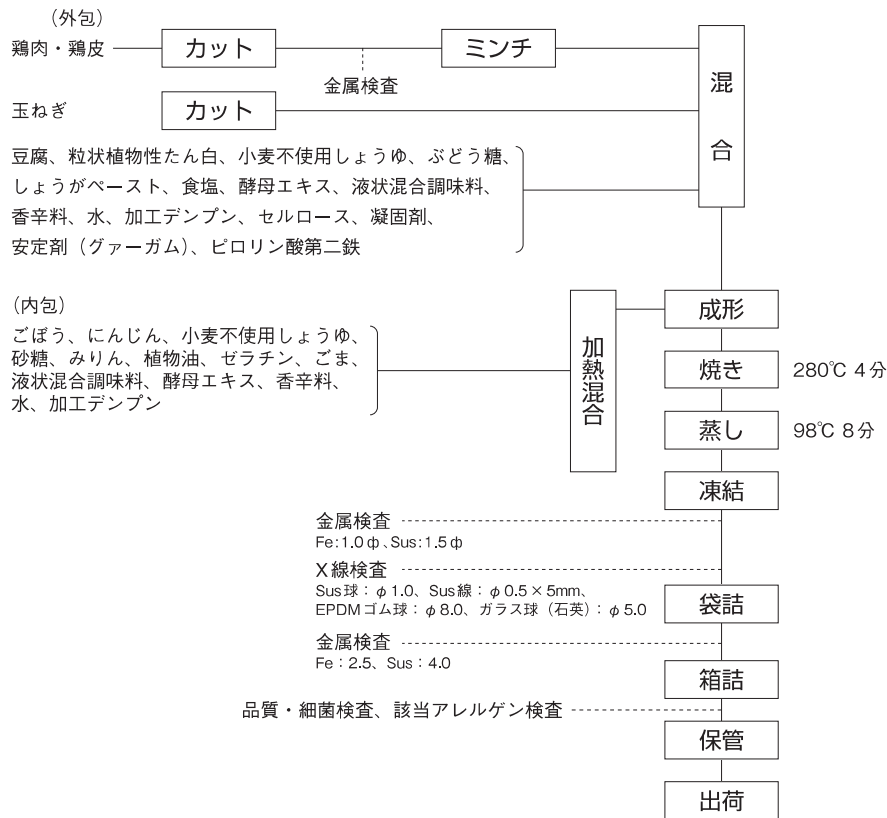 (外包)
鶏肉・鶏皮
カット
ミンチ
金属検査
混合
玉ねぎ
カット
豆腐、粒状植物性たん白、小麦不使用しょうゆ、ぶどう糖、
しょうがペースト、食塩、酵母エキス、液状混合調味料、
香辛料、水、加工デンプン、セルロース、凝固剤、
安定剤（グァーガム）、ピロリン酸第二鉄
(内包)
ごぼう、にんじん、小麦不使用しょうゆ、
砂糖、みりん、植物油、ゼラチン、ごま、
液状混合調味料、酵母エキス、香辛料、
水、加工デンプン
加熱混合
成形
焼き 280℃ 4分
蒸し 98℃ 8分
凍結
金属検査
Fe:1.0φ、Sus:1.5φ
X線検査
Sus球：φ1.0、Sus線：φ0.5×5mm、
EPDMゴム球：φ8.0、ガラス球（石英）：φ5.0
袋詰
金属検査
Fe：2.5、Sus：4.0
箱詰
品質・細菌検査、該当アレルゲン検査
保管
出荷